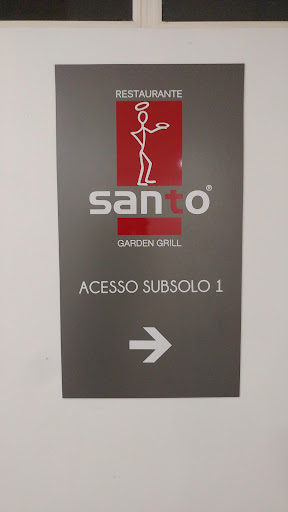 RESTAURANTE
santo®
GARDEN GRILL
ACESSO SUBSOLO 1